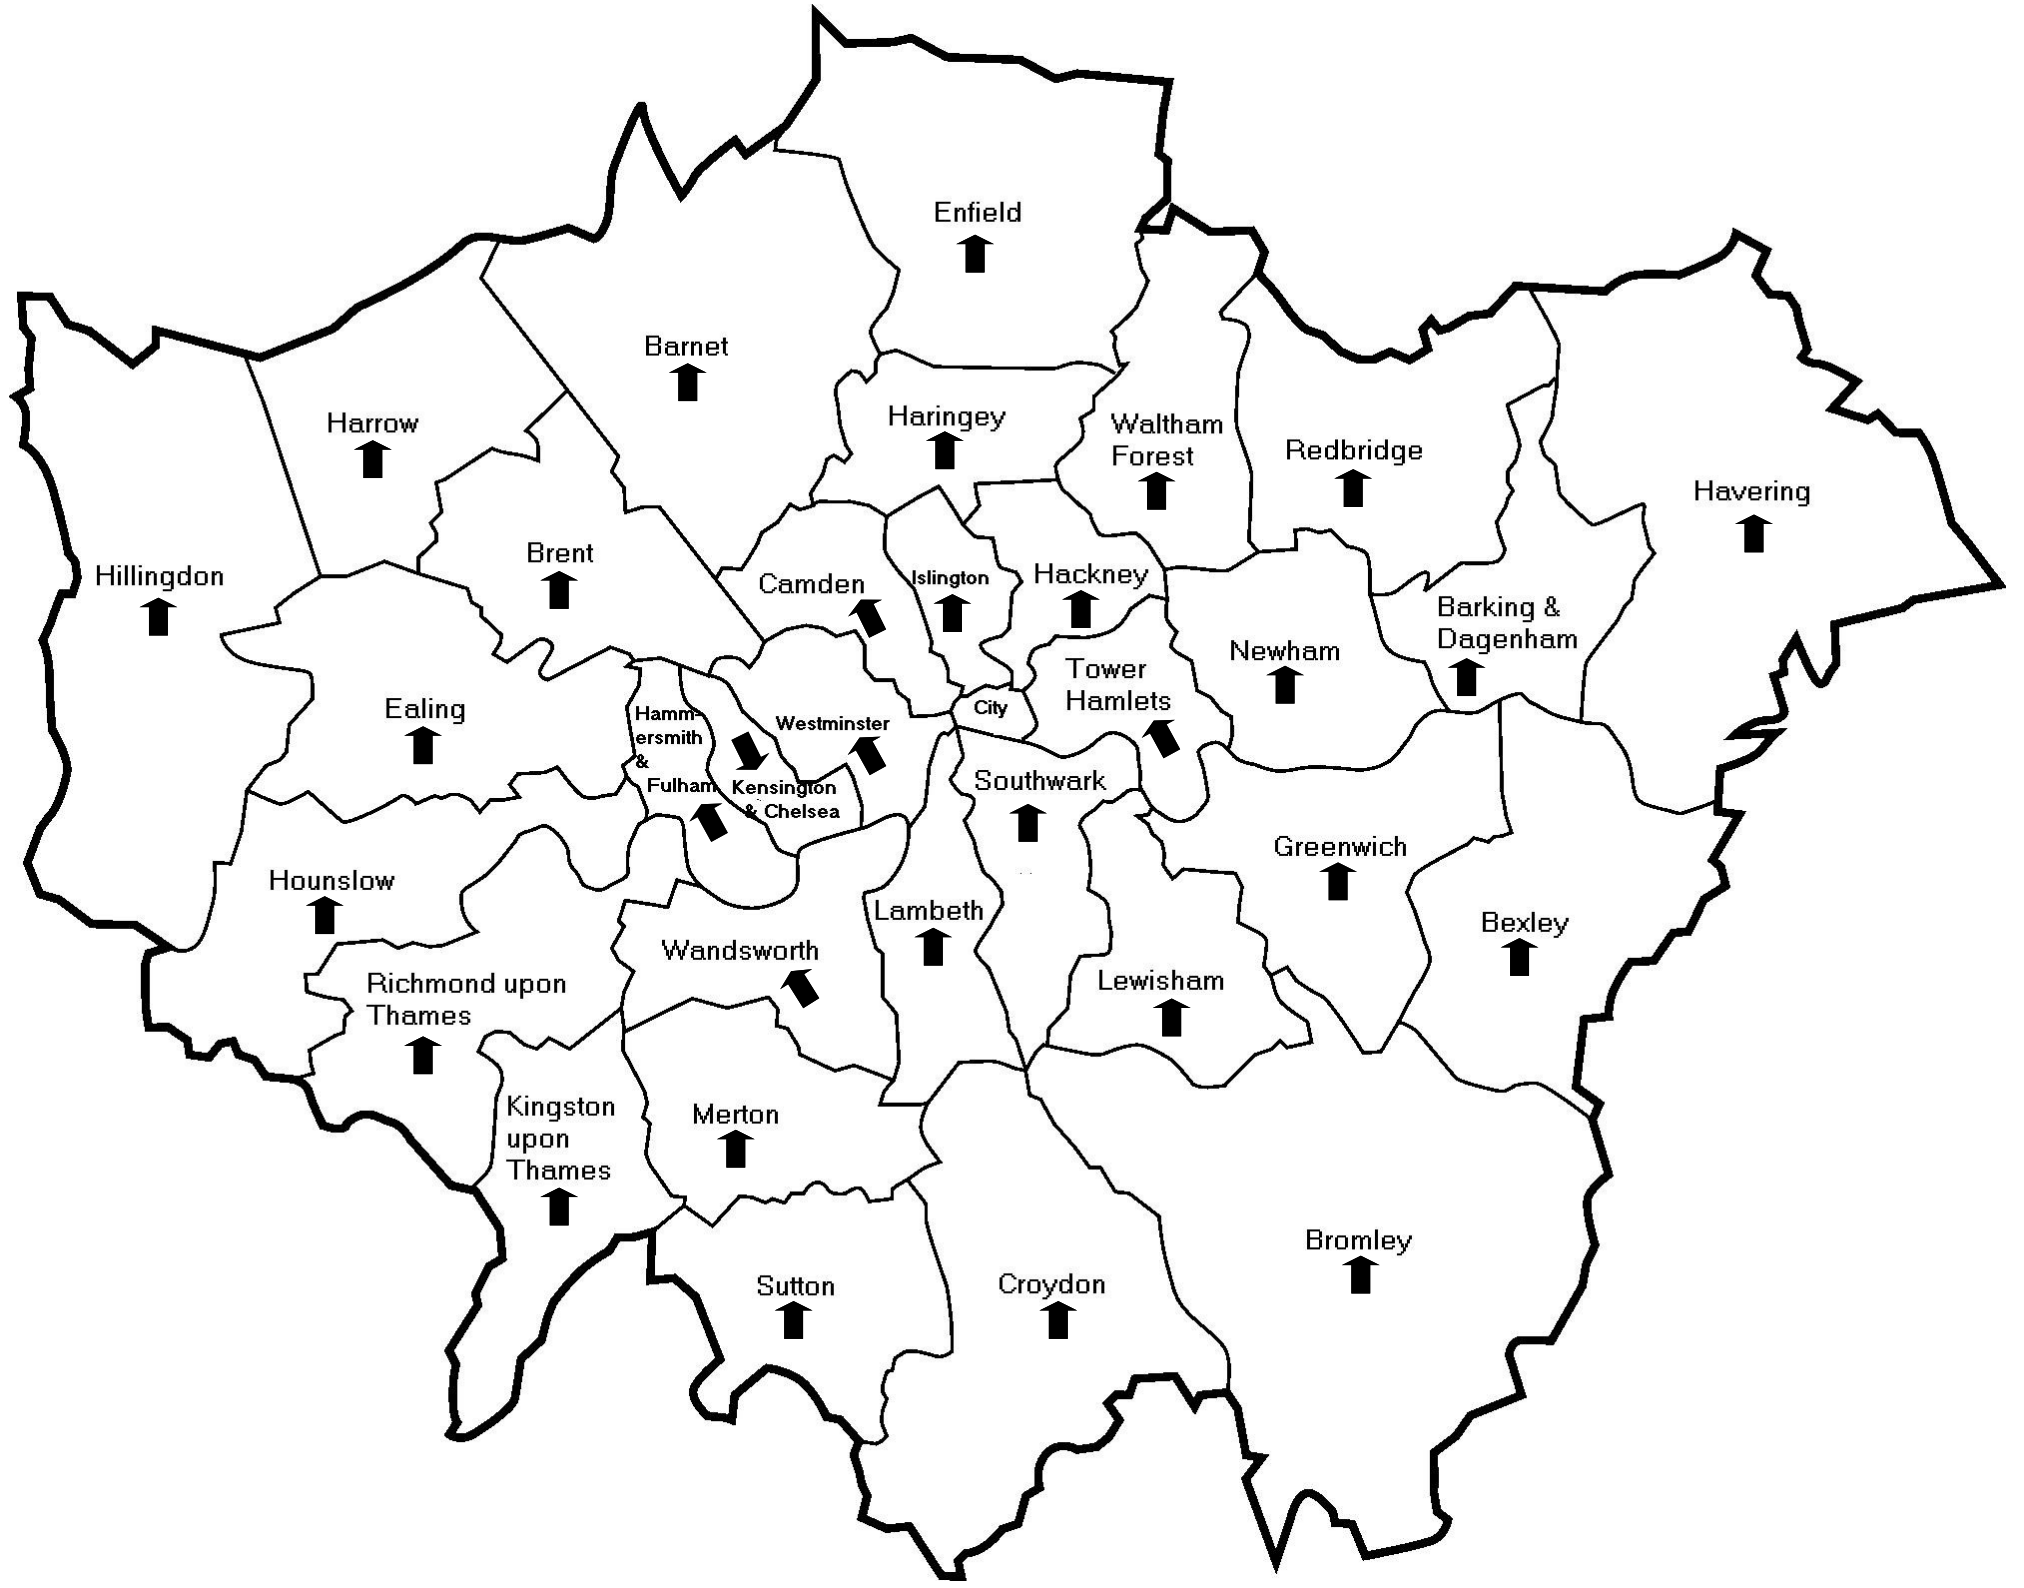 Enfield
Barnet
Harrow
Haringey
Waltham
Forest
Redbridge
Havering
Hillingdon
Brent
Camden
Islington
Hackney
Barking &
Dagenham
Newham
Tower
Hamlets
Ealing
Hamm-
ersmith
&
Fulham
Westminster
City
Kensington
& Chelsea
Southwark
Greenwich
Hounslow
Lambeth
Bexley
Wandsworth
Richmond upon
Thames
Lewisham
Kingston
upon
Thames
Merton
Bromley
Sutton
Croydon